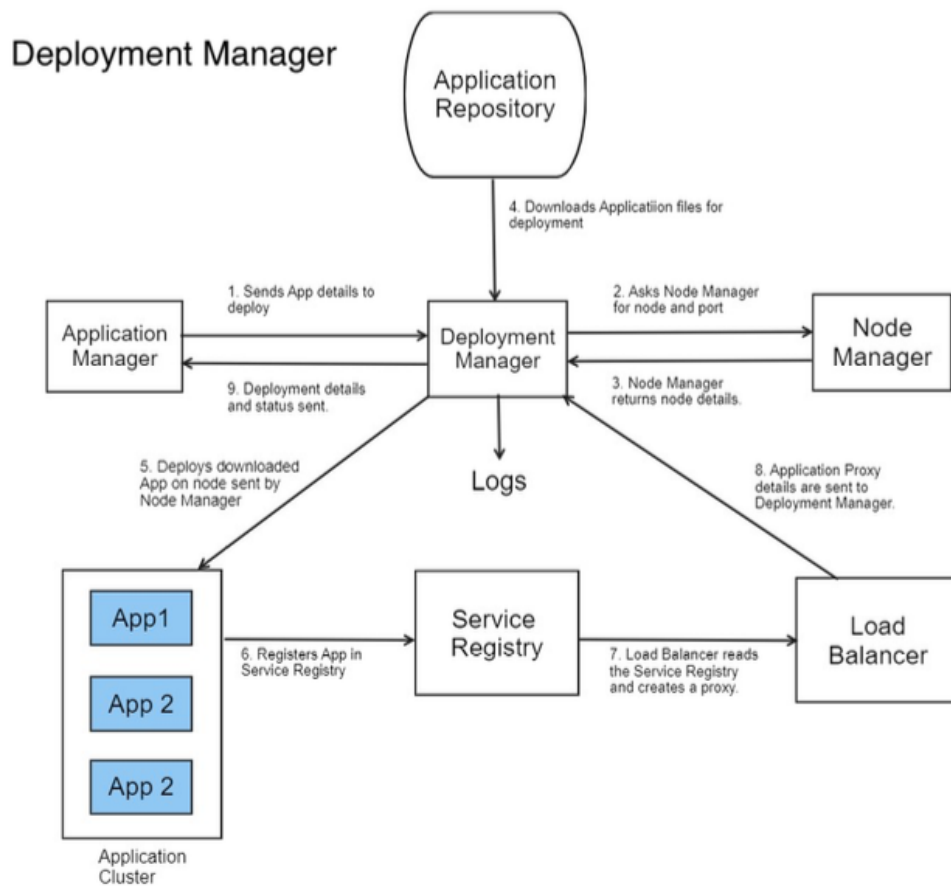 Deployment Manager
Application
Repository
4. Downloads Applicatiion files for
deployment
1. Sends App details to
deploy
2. Asks Node Manager
for node and port
Application
Manager
Deployment
Manager
Node
Manager
9. Deployment details
and status sent.
3. Node Manager
returns node details.
5. Deploys downloaded
App on node sent by
Node Manager
Logs
8. Application Proxy
details are sent to
Deployment Manager.
App1
App 2
App 2
6. Registers App in
Service Registry
Service
Registry
7. Load Balancer reads
the Service Registry
and creates a proxy.
Load
Balancer
Application
Cluster